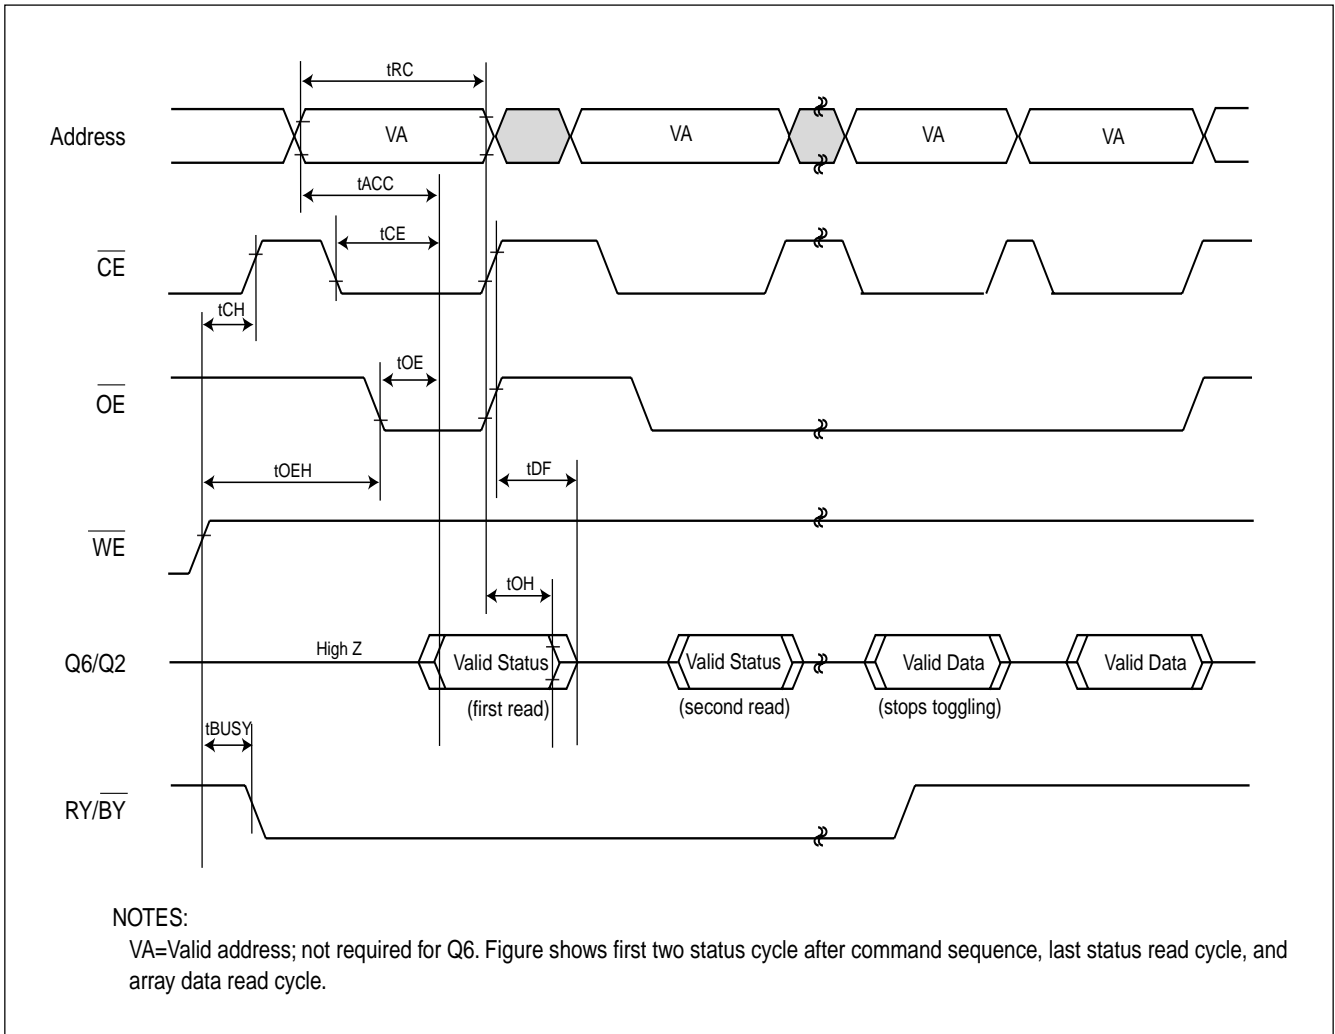 tRC
Address
VA
VA
VA
VA
tACC
tCE
CE
tCH
tOE
OE
tOEH
tDF
WE
tOH
Q6/Q2
High Z
Valid Status
Valid Status
Valid Data
Valid Data
(first read)
(second read)
(stops toggling)
tBUSY
RY/BY
NOTES:
VA=Valid address; not required for Q6. Figure shows first two status cycle after command sequence, last status read cycle, and
array data read cycle.